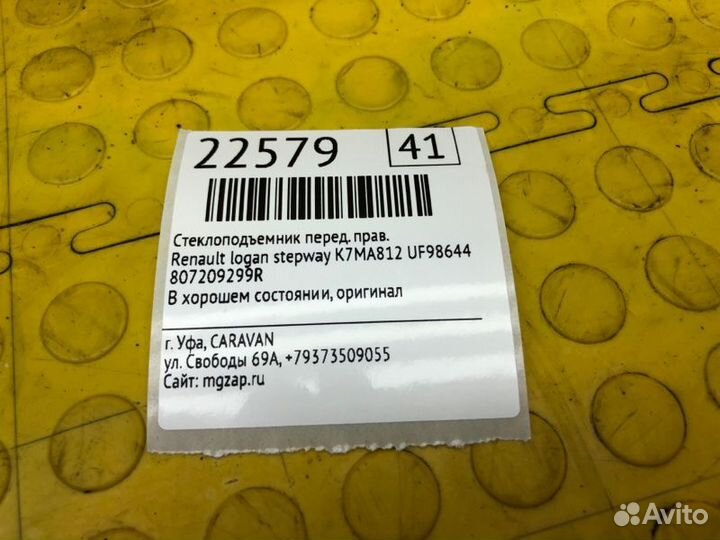 22579 41
Стеклоподъемник перед. прав.
Renault logan stepway K7MA812 UF98644
807209299R
В хорошем состоянии, оригинал
г. Уфа, CARAVAN
ул. Свободы 69А, +79373509055
Сайт: mgzap.ru
Avito